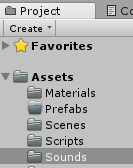 Project
Co
Create
Favorites
Assets
Materials
Prefabs
Scenes
Scripts
Sounds